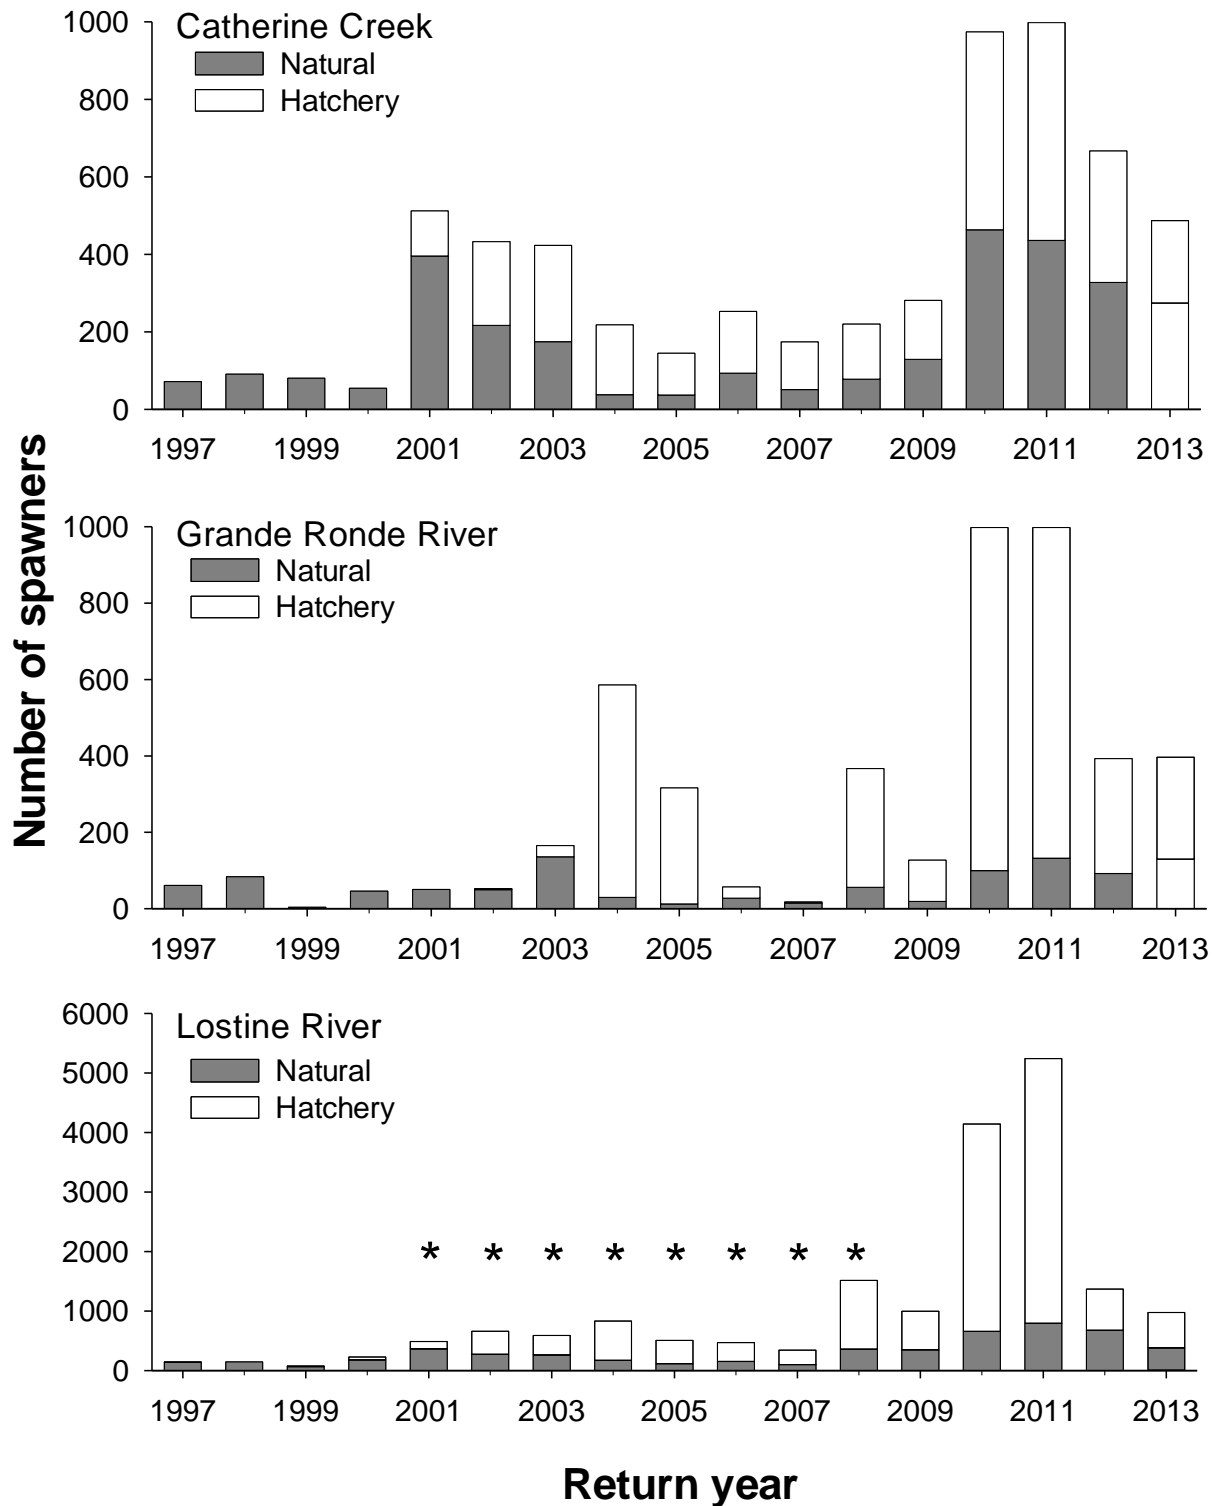 Catherine Creek
Natural
Hatchery
1000
800
600
400
200
0
1997 1999 2001 2003 2005 2007 2009 2011 2013
Number of spawners
Grande Ronde River
Natural
Hatchery
1000
800
600
400
200
0
1997 1999 2001 2003 2005 2007 2009 2011 2013
Lostine River
Natural
Hatchery
6000
5000
4000
3000
2000
1000
0
* * * * * * * *
1997 1999 2001 2003 2005 2007 2009 2011 2013
Return year